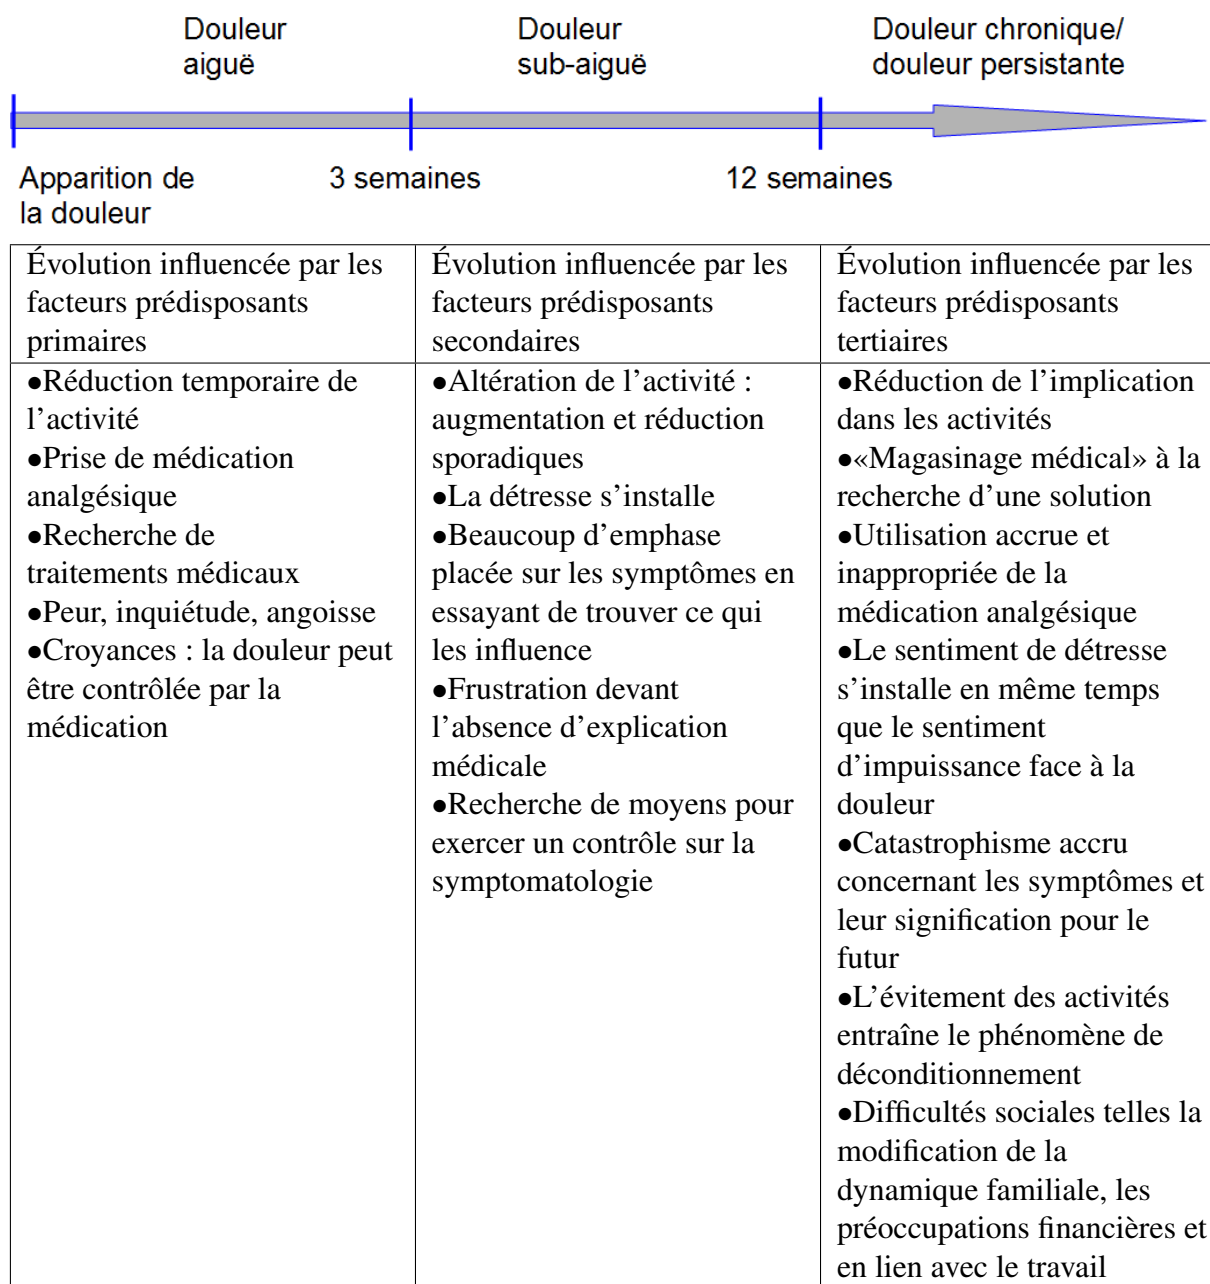 Douleur
aiguë
Douleur
sub-aiguë
Douleur chronique/
douleur persistante
Apparition de
la douleur
3 semaines
12 semaines
Évolution influencée par les
facteurs prédisposants
primaires
Évolution influencée par les
facteurs prédisposants
secondaires
Évolution influencée par les
facteurs prédisposants
tertiaires
•Réduction temporaire de
l’activité
•Prise de médication
analgésique
•Recherche de
traitements médicaux
•Peur, inquiétude, angoisse
•Croyances : la douleur peut
être contrôlée par la
médication
•Altération de l’activité :
augmentation et réduction
sporadiques
•La détresse s’installe
•Beaucoup d’emphase
placée sur les symptômes en
essayant de trouver ce qui
les influence
•Frustration devant
l’absence d’explication
médicale
•Recherche de moyens pour
exercer un contrôle sur la
symptomatologie
•Réduction de l’implication
dans les activités
•«Magasinage médical» à la
recherche d’une solution
•Utilisation accrue et
inappropriée de la
médication analgésique
•Le sentiment de détresse
s’installe en même temps
que le sentiment
d’impuissance face à la
douleur
•Catastrophisme accru
concernant les symptômes et
leur signification pour le
futur
•L’évitement des activités
entraîne le phénomène de
déconditionnement
•Difficultés sociales telles la
modification de la
dynamique familiale, les
préoccupations financières et
en lien avec le travail